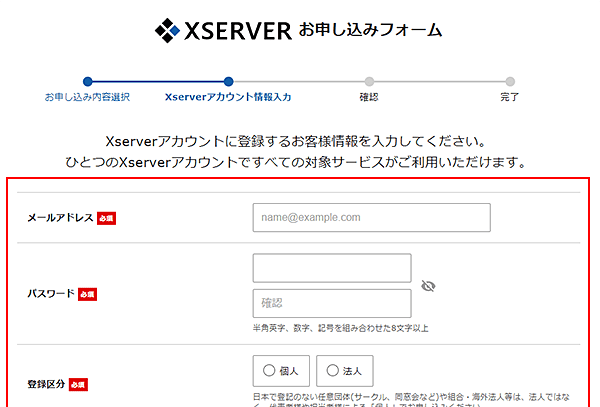 XSERVER お申し込みフォーム
お申し込み内容選択
Xserverアカウント情報入力
確認
完了
Xserverアカウントに登録するお客様情報を入力してください。
ひとつのXserverアカウントですべての対象サービスがご利用いただけます。
メールアドレス 必須
name@example.com
パスワード 必須
確認
半角英字、数字、記号を組み合わせた8文字以上
登録区分 必須
個人
法人
日本で登記のない任意団体(サークル、同窓会など)や組合・海外法人等は、法人ではな